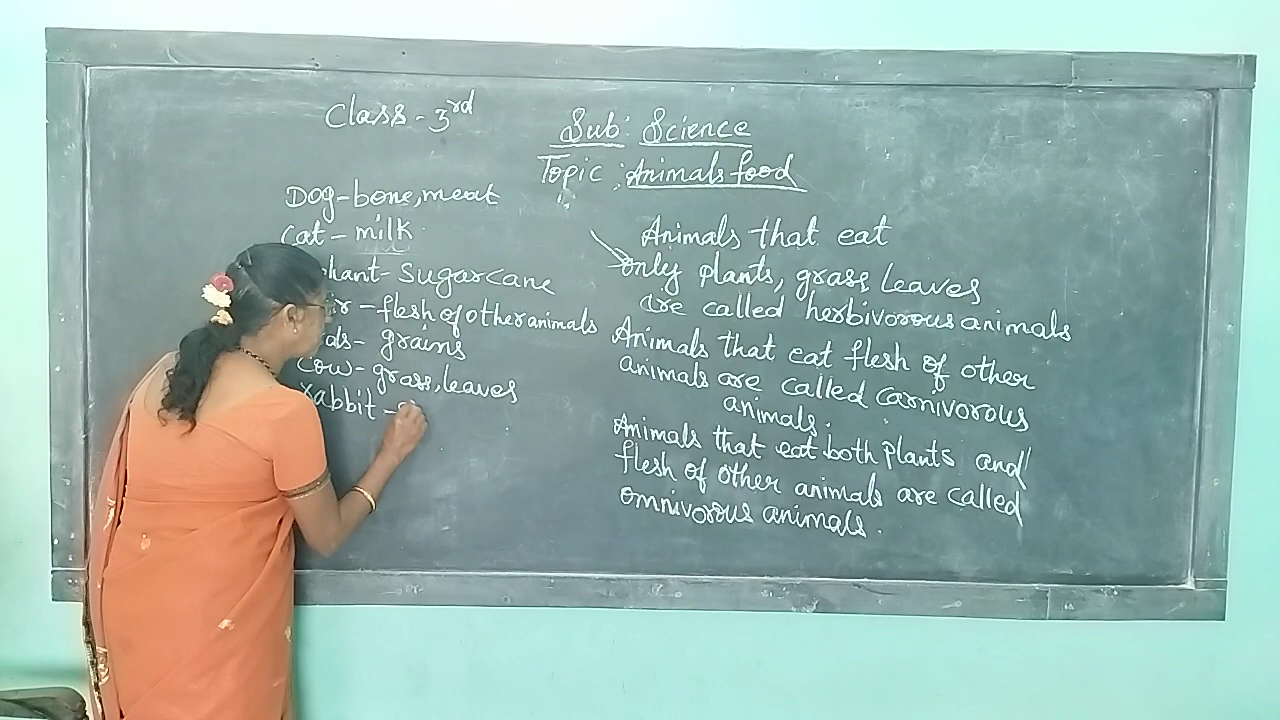 Class - 3rd
Sub: Science
Topic : Animals food
Dog - bone, meat
Cat - milk
phant - Sugarcane
r - flesh of other animals
ds - grains
Cow - grass, leaves
rabbit -
Animals that eat
only plants, grass leaves
are called herbivorous animals
Animals that eat flesh of other
animals are called carnivorous
animals.
Animals that eat both plants and
flesh of other animals are called
omnivorous animals.